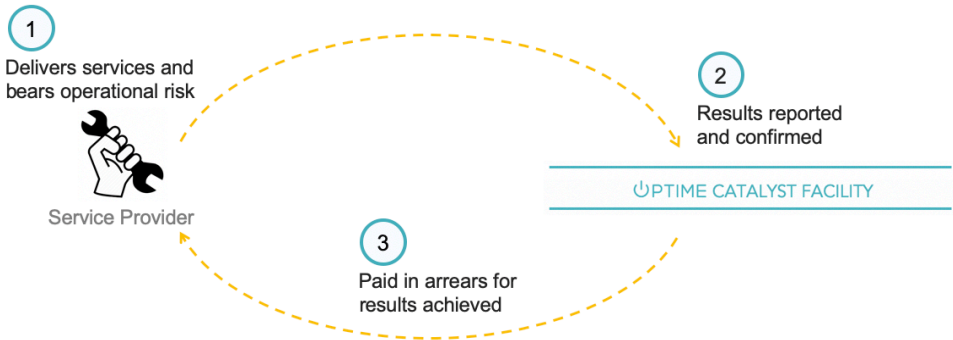 1
Delivers services and
bears operational risk
Service Provider
2
Results reported
and confirmed
UPTIME CATALYST FACILITY
3
Paid in arrears for
results achieved